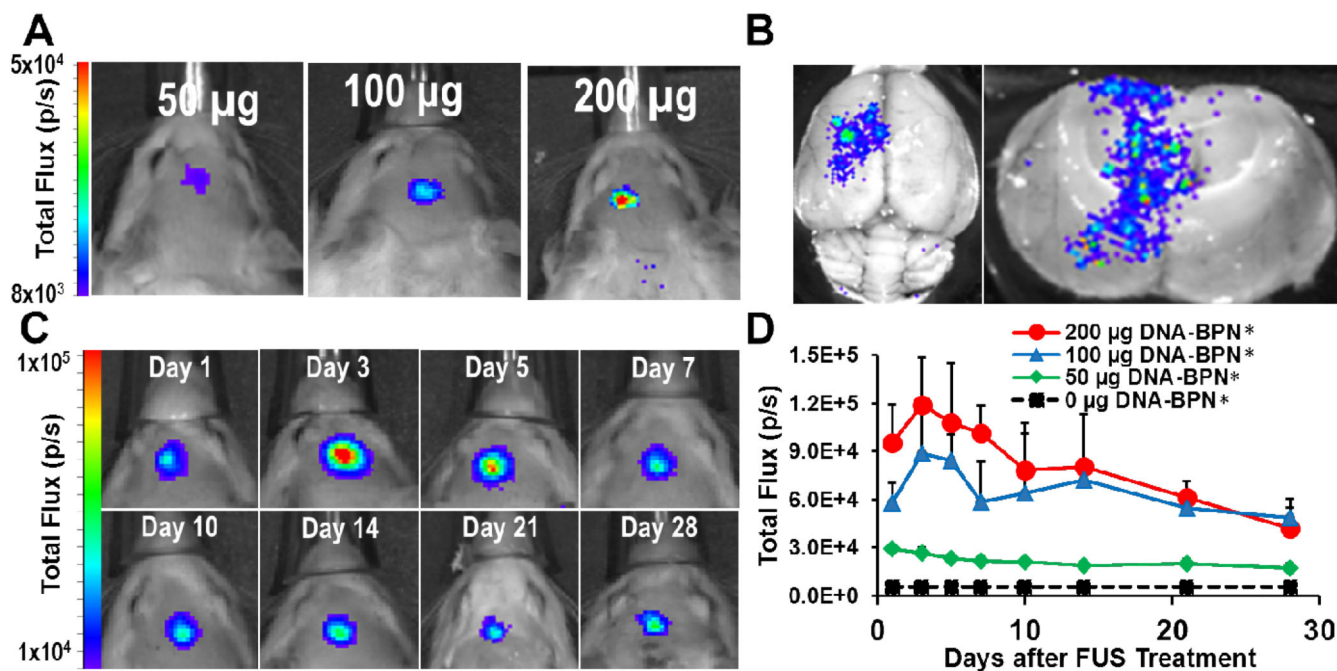 A
5x10⁴
Total Flux (p/s)
8x10³
50 µg
100 µg
200 µg
B
C
1x10⁵
Total Flux (p/s)
1x10⁴
Day 1
Day 3
Day 5
Day 7
Day 10
Day 14
Day 21
Day 28
D
200 µg DNA-BPN*
100 µg DNA-BPN*
50 µg DNA-BPN*
0 µg DNA-BPN*
Total Flux (p/s)
1.5E+5
1.2E+5
9.0E+4
6.0E+4
3.0E+4
0.0E+0
0 10 20 30
Days after FUS Treatment